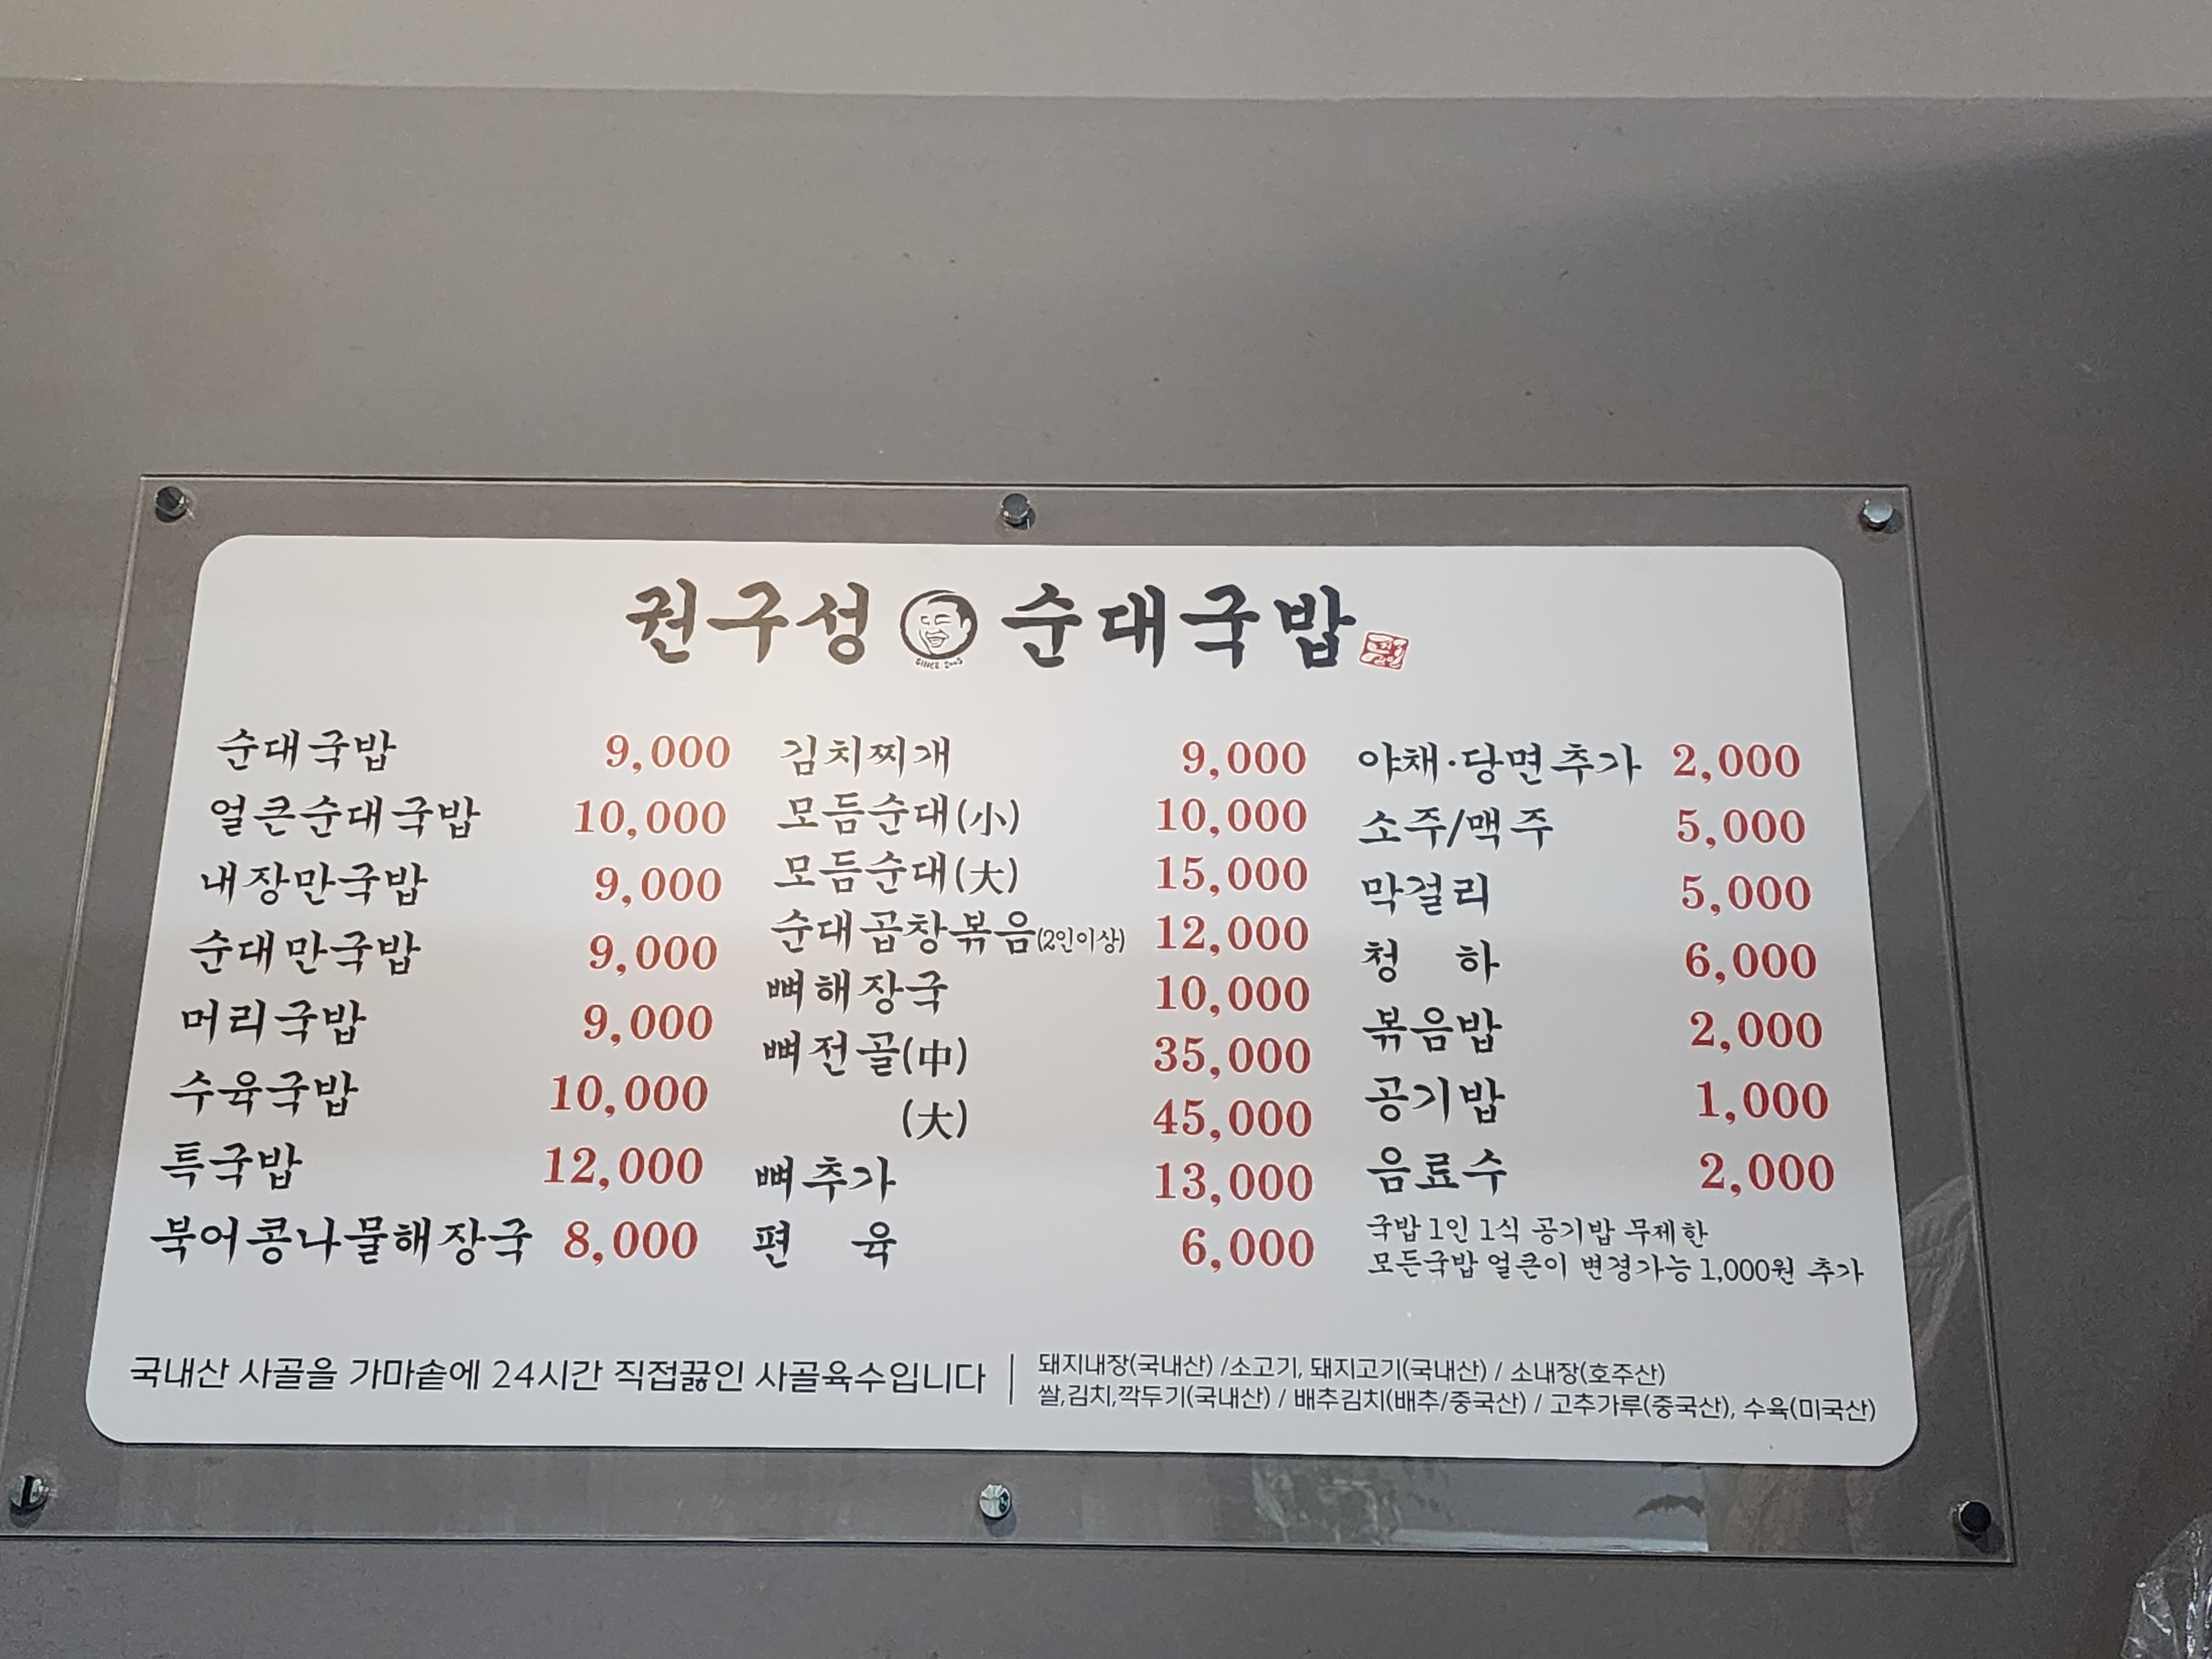 권구성 순대국밥
SINCE 2003
순대국밥 9,000
얼큰순대국밥 10,000
내장만국밥 9,000
순대만국밥 9,000
머리국밥 9,000
수육국밥 10,000
특국밥 12,000
북어콩나물해장국 8,000
김치찌개 9,000
모듬순대(小) 10,000
모듬순대(大) 15,000
순대곱창볶음(2인이상) 12,000
뼈해장국 10,000
뼈전골(中) 35,000
(大) 45,000
뼈추가 13,000
편 육 6,000
야채·당면추가 2,000
소주/맥주 5,000
막걸리 5,000
청 하 6,000
볶음밥 2,000
공기밥 1,000
음료수 2,000
국밥 1인 1식 공기밥 무제한
모든국밥 얼큰이 변경가능 1,000원 추가
국내산 사골을 가마솥에 24시간 직접끓인 사골육수입니다
돼지내장(국내산) /소고기, 돼지고기(국내산) / 소내장(호주산)
쌀,김치,깍두기(국내산) / 배추김치(배추/중국산) / 고추가루(중국산), 수육(미국산)